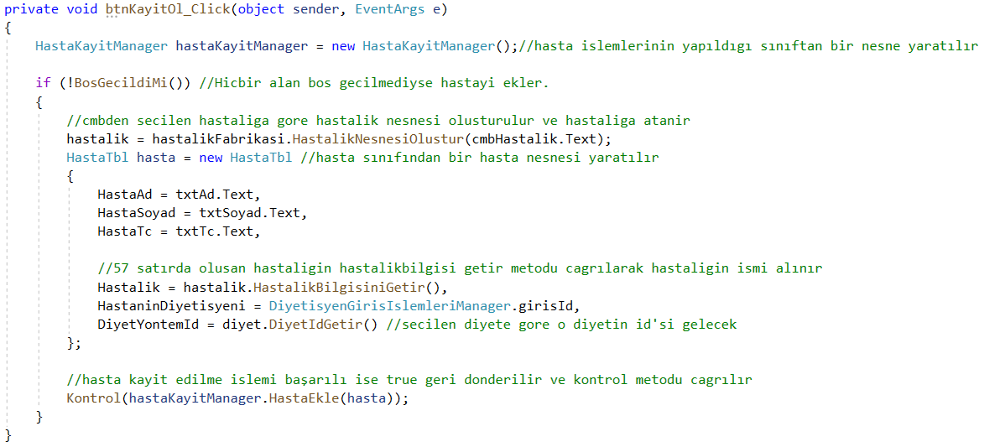 private void btnKayitOl_Click(object sender, EventArgs e)
{
HastaKayitManager hastaKayitManager = new HastaKayitManager();//hasta islemlerinin yapıldıgı sınıftan bir nesne yaratılır
if (!BosGecildiMi()) //Hicbir alan bos gecilmediyse hastayi ekler.
{
//cmbden secilen hastaliga gore hastalik nesnesi olusturulur ve hastaliga atanir
hastalik = hastalikFabrikasi.HastalikNesnesiOlustur(cmbHastalik.Text);
HastaTbl hasta = new HastaTbl //hasta sınıfından bir hasta nesnesi yaratılır
{
HastaAd = txtAd.Text,
HastaSoyad = txtSoyad.Text,
HastaTc = txtTc.Text,
//57 satırda olusan hastaligin hastalikbilgisi getir metodu cagrılarak hastaligin ismi alınır
Hastalik = hastalik.HastalikBilgisiniGetir(),
HastaninDiyetisyeni = DiyetisyenGirisIslemleriManager.girisId,
DiyetYontemId = diyet.DiyetIdGetir() //secilen diyete gore o diyetin id'si gelecek
};
//hasta kayit edilme islemi başarılı ise true geri donderilir ve kontrol metodu cagrılır
Kontrol(hastaKayitManager.HastaEkle(hasta));
}
}